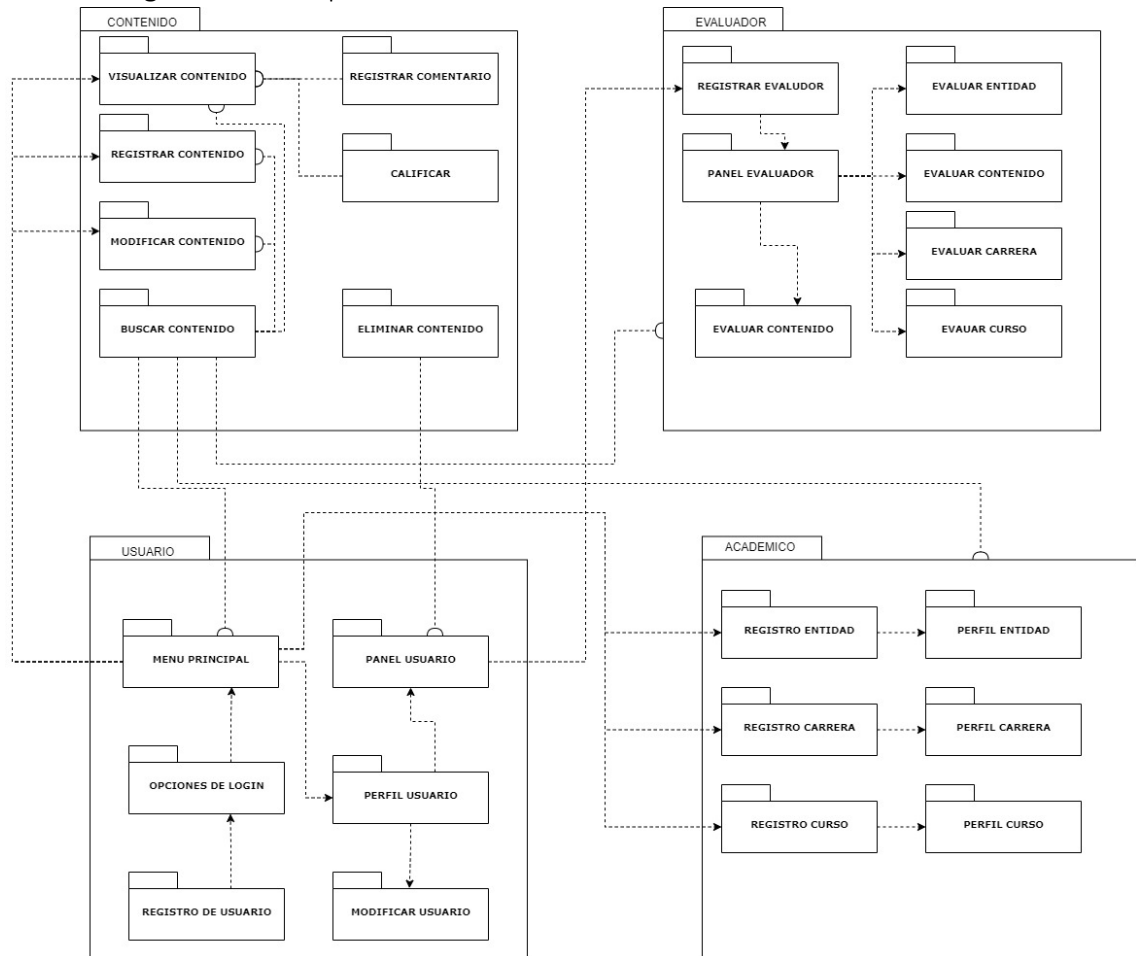 CONTENIDO
VISUALIZAR CONTENIDO
REGISTRAR COMENTARIO
REGISTRAR CONTENIDO
CALIFICAR
MODIFICAR CONTENIDO
BUSCAR CONTENIDO
ELIMINAR CONTENIDO
EVALUADOR
REGISTRAR EVALUDOR
EVALUAR ENTIDAD
PANEL EVALUADOR
EVALUAR CONTENIDO
EVALUAR CARRERA
EVALUAR CONTENIDO
EVAUAR CURSO
USUARIO
MENU PRINCIPAL
PANEL USUARIO
OPCIONES DE LOGIN
PERFIL USUARIO
REGISTRO DE USUARIO
MODIFICAR USUARIO
ACADEMICO
REGISTRO ENTIDAD
PERFIL ENTIDAD
REGISTRO CARRERA
PERFIL CARRERA
REGISTRO CURSO
PERFIL CURSO